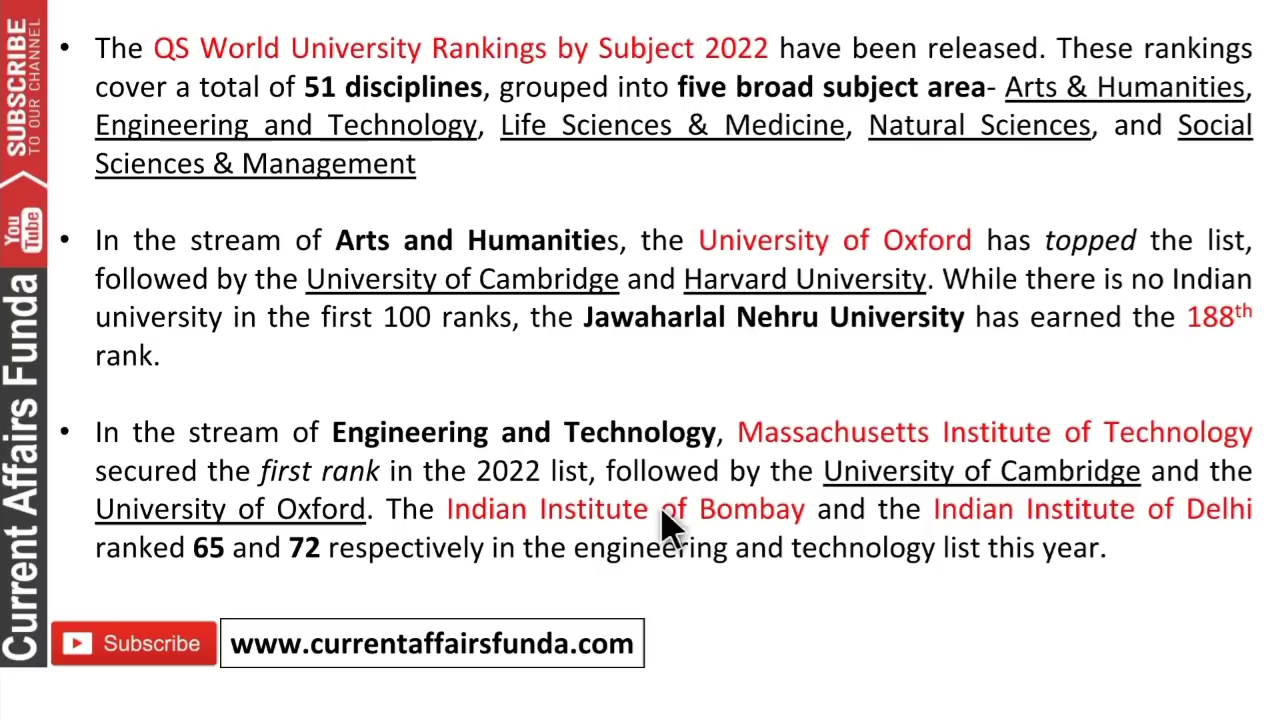 SUBSCRIBE
TO OUR CHANNEL
You
Tube
Current Affairs Funda
• The QS World University Rankings by Subject 2022 have been released. These rankings
cover a total of 51 disciplines, grouped into five broad subject area- Arts & Humanities,
Engineering and Technology, Life Sciences & Medicine, Natural Sciences, and Social
Sciences & Management
• In the stream of Arts and Humanities, the University of Oxford has topped the list,
followed by the University of Cambridge and Harvard University. While there is no Indian
university in the first 100 ranks, the Jawaharlal Nehru University has earned the 188th
rank.
• In the stream of Engineering and Technology, Massachusetts Institute of Technology
secured the first rank in the 2022 list, followed by the University of Cambridge and the
University of Oxford. The Indian Institute of Bombay and the Indian Institute of Delhi
ranked 65 and 72 respectively in the engineering and technology list this year.
Subscribe
www.currentaffairsfunda.com